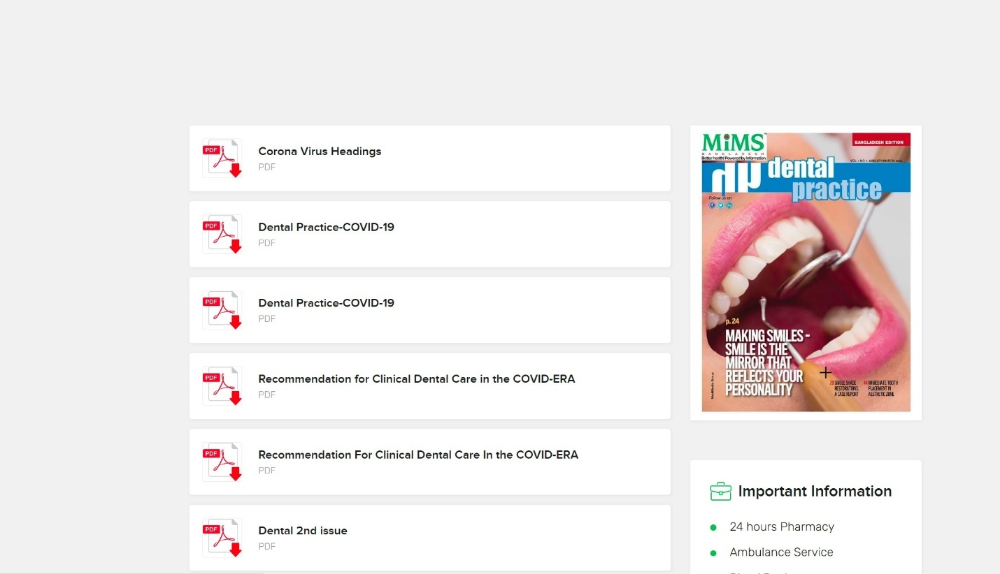 PDF
Corona Virus Headings
PDF
PDF
Dental Practice-COVID-19
PDF
PDF
Dental Practice-COVID-19
PDF
PDF
Recommendation for Clinical Dental Care in the COVID-ERA
PDF
PDF
Recommendation For Clinical Dental Care In the COVID-ERA
PDF
PDF
Dental 2nd issue
PDF
MiMS
BANGLADESH
Better health! Powered by Information.
BANGLADESH EDITION
VOL 1 NO 1 JANUARY-MARCH
dp dental
practice
Follow us on
p. 24
MAKING SMILES -
SMILE IS THE
MIRROR THAT
REFLECTS YOUR
PERSONALITY
SINGLE SHADE
RESTORATIONS:
A CASE REPORT
44 IMMEDIATE TOOTH
PLACEMENT IN
AESTHETIC ZONE
Important Information
24 hours Pharmacy
Ambulance Service